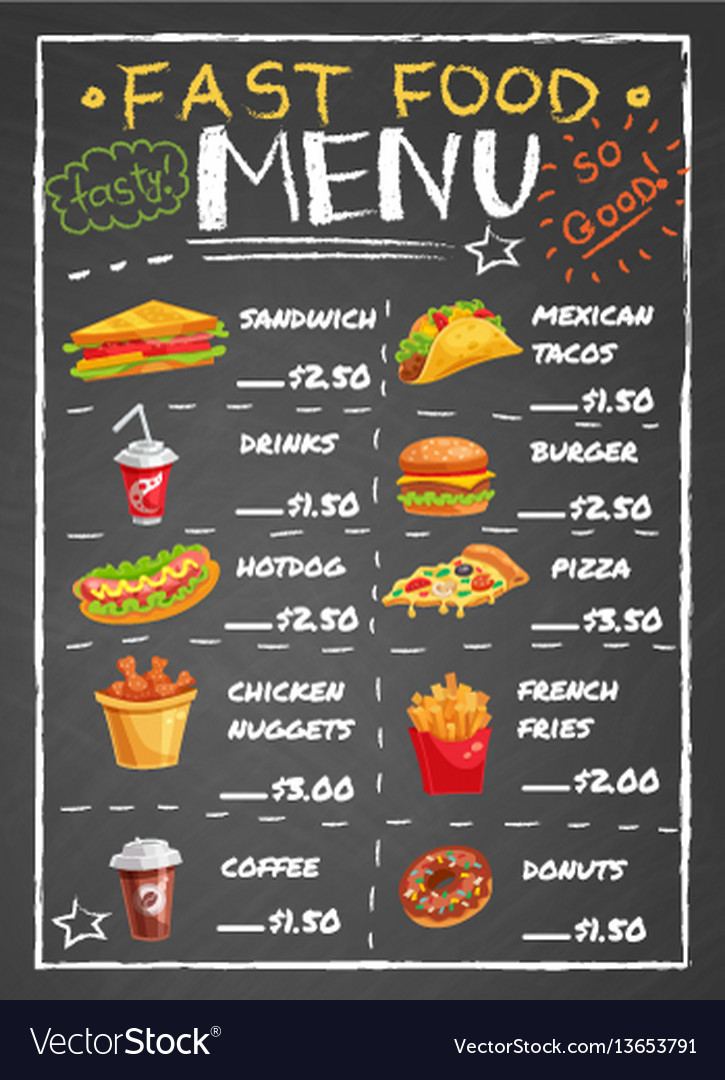 • FAST FOOD •
MENU
tasty!
SO
GOOD!
SANDWICH
$2.50
MEXICAN
TACOS
$1.50
DRINKS
$1.50
BURGER
$2.50
HOTDOG
$2.50
PIZZA
$3.50
CHICKEN
NUGGETS
$3.00
FRENCH
FRIES
$2.00
COFFEE
$1.50
DONUTS
$1.50
VectorStock®
VectorStock.com/13653791